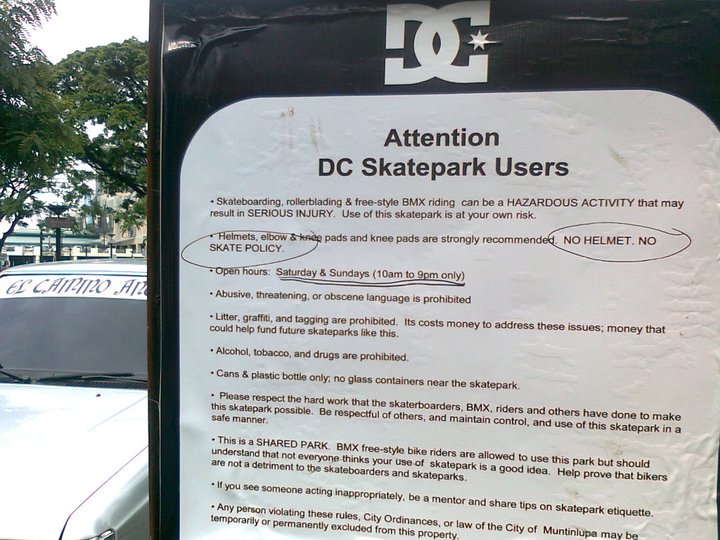 DC
Attention
DC Skatepark Users
• Skateboarding, rollerblading & free-style BMX riding can be a HAZARDOUS ACTIVITY that may
result in SERIOUS INJURY. Use of this skatepark is at your own risk.
• Helmets, elbow & knee pads and knee pads are strongly recommended. NO HELMET. NO
SKATE POLICY.
• Open hours: Saturday & Sundays (10am to 9pm only)
• Abusive, threatening, or obscene language is prohibited
• Litter, graffiti, and tagging are prohibited. Its costs money to address these issues; money that
could help fund future skateparks like this.
• Alcohol, tobacco, and drugs are prohibited.
• Cans & plastic bottle only; no glass containers near the skatepark.
• Please respect the hard work that the skaterboarders, BMX, riders and others have done to make
this skatepark possible. Be respectful of others, and maintain control, and use of this skatepark in a
safe manner.
• This is a SHARED PARK. BMX free-style bike riders are allowed to use this park but should
understand that not everyone thinks your use of skatepark is a good idea. Help prove that bikers
are not a detriment to the skateboarders and skateparks.
• If you see someone acting inappropriately, be a mentor and share tips on skatepark etiquette.
• Any person violating these rules, City Ordinances, or law of the City of Muntinlupa may be
temporarily or permanently excluded from this property.
EL CAMINO AN